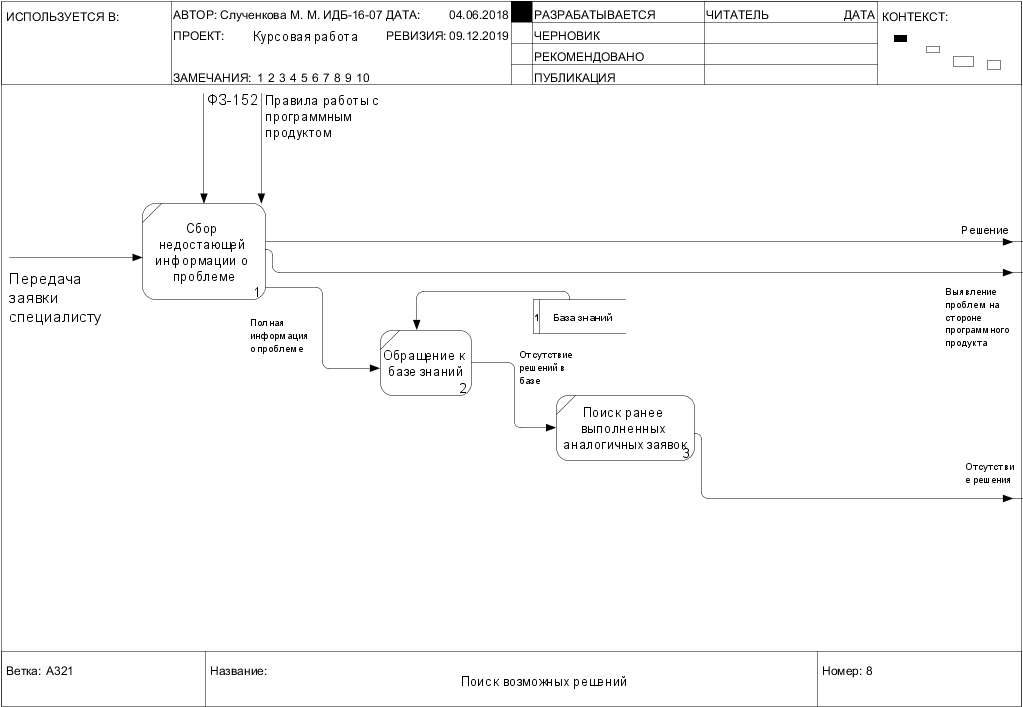 ИСПОЛЬЗУЕТСЯ В:
АВТОР: Слученкова М. М. ИДБ-16-07 ДАТА: 04.06.2018
ПРОЕКТ: Курсовая работа РЕВИЗИЯ: 09.12.2019
ЗАМЕЧАНИЯ: 1 2 3 4 5 6 7 8 9 10
РАЗРАБАТЫВАЕТСЯ
ЧЕРНОВИК
РЕКОМЕНДОВАНО
ПУБЛИКАЦИЯ
ЧИТАТЕЛЬ ДАТА
КОНТЕКСТ:
ФЗ-152
Правила работы с
программным
продуктом
Сбор
недостающей
информации о
проблеме
1
Решение
Передача
заявки
специалисту
Выявление
проблем на
стороне
программного
продукта
Полная
информация
о проблеме
1 База знаний
Обращение к
базе знаний
2
Отсутствие
решений в
базе
Поиск ранее
выполненных
аналогичных заявок
3
Отсутстви
е решения
Ветка: A321
Название:
Поиск возможных решений
Номер: 8